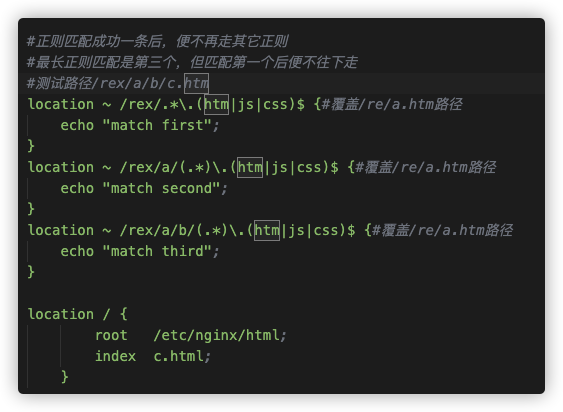 #正则匹配成功一条后，便不再走其它正则
#最长正则匹配是第三个，但匹配第一个后便不往下走
#测试路径/rex/a/b/c.htm
location ~ /rex/.*\.(htm|js|css)$ {#覆盖/re/a.htm路径
    echo "match first";
}
location ~ /rex/a/(.*)\.(htm|js|css)$ {#覆盖/re/a.htm路径
    echo "match second";
}
location ~ /rex/a/b/(.*)\.(htm|js|css)$ {#覆盖/re/a.htm路径
    echo "match third";
}
location / {
        root   /etc/nginx/html;
        index  c.html;
    }